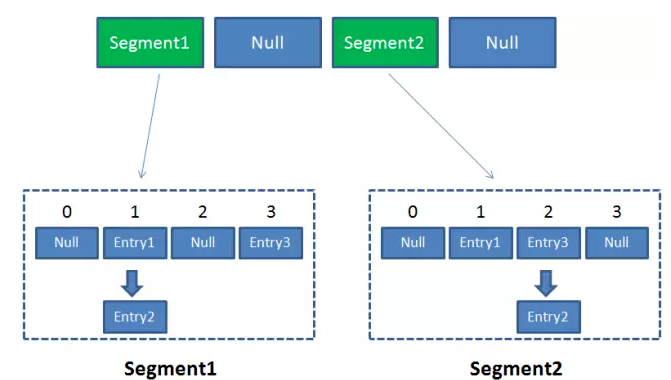 Segment1 Null Segment2 Null
0 1 2 3
Null Entry1 Null Entry3
Entry2
Segment1
0 1 2 3
Null Entry1 Entry3 Null
Entry2
Segment2